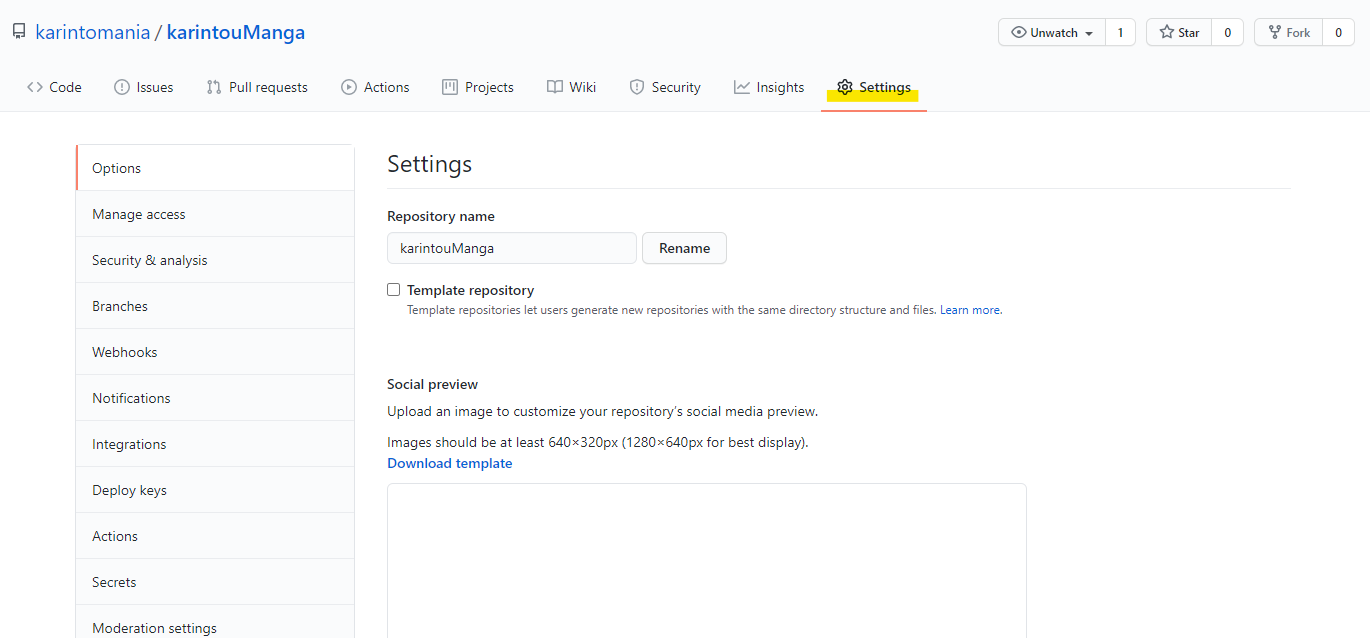 karintomania / karintouManga
Unwatch 1 Star 0 Fork 0
Code Issues Pull requests Actions Projects Wiki Security Insights Settings
Options
Manage access
Security & analysis
Branches
Webhooks
Notifications
Integrations
Deploy keys
Actions
Secrets
Moderation settings
Settings
Repository name
karintouManga Rename
Template repository
Template repositories let users generate new repositories with the same directory structure and files. Learn more.
Social preview
Upload an image to customize your repository’s social media preview.
Images should be at least 640×320px (1280×640px for best display).
Download template